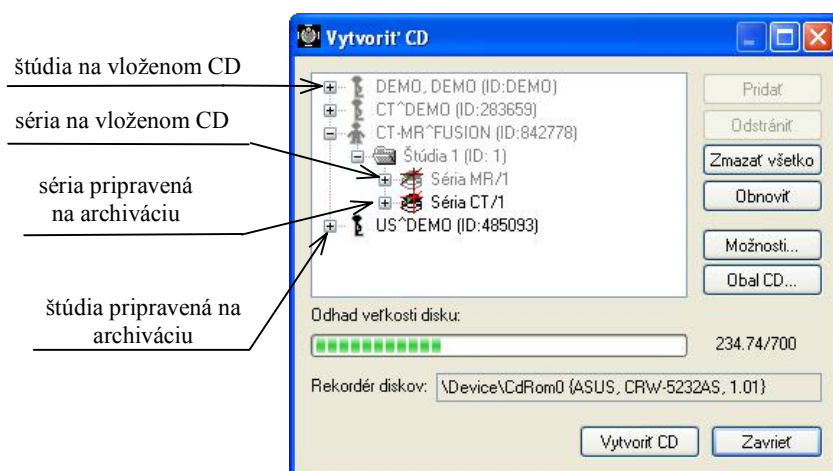 Vytvoriť CD
štúdia na vloženom CD
séria na vloženom CD
séria pripravená
na archiváciu
štúdia pripravená na
archiváciu
DEMO, DEMO (ID:DEMO)
CT^DEMO (ID:283659)
CT-MR^FUSION (ID:842778)
Štúdia 1 (ID: 1)
Séria MR/1
Séria CT/1
US^DEMO (ID:485093)
Pridať
Odstrániť
Zmazať všetko
Obnoviť
Možnosti...
Obal CD...
Odhad veľkosti disku:
234.74/700
Rekordér diskov: \Device\CdRom0 {ASUS, CRW-5232AS, 1.01}
Vytvoriť CD
Zavrieť